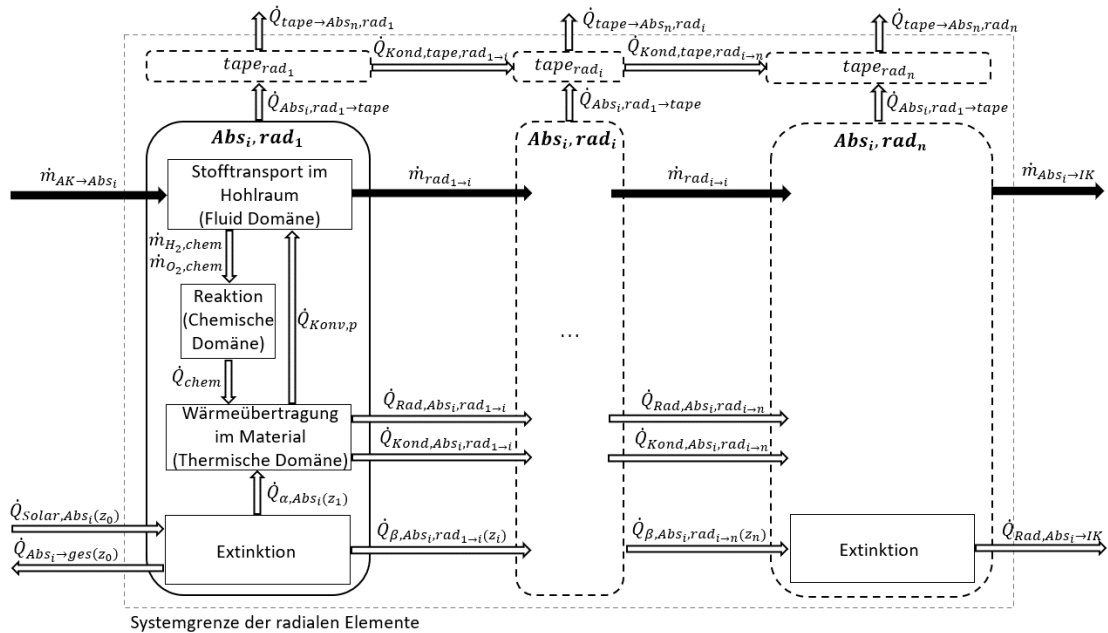 Q̇_{tape→Abs_n,rad_1}
Q̇_{tape→Abs_n,rad_i}
Q̇_{tape→Abs_n,rad_n}
tape_{rad_1}
Q̇_{Kond,tape,rad_{1→i}}
tape_{rad_i}
Q̇_{Kond,tape,rad_{i→n}}
tape_{rad_n}
Q̇_{Abs_i,rad_1→tape}
Q̇_{Abs_i,rad_1→tape}
Q̇_{Abs_i,rad_1→tape}
Abs_i, rad_1
Abs_i, rad_i
Abs_i, rad_n
ṁ_{AK→Abs_i}
Stofftransport im
Hohlraum
(Fluid Domäne)
ṁ_{rad_{1→i}}
ṁ_{rad_{i→i}}
ṁ_{Abs_i→IK}
ṁ_{H_2,chem}
ṁ_{O_2,chem}
Reaktion
(Chemische
Domäne)
Q̇_{Konv,p}
...
Q̇_{chem}
Wärmeübertragung
im Material
(Thermische Domäne)
Q̇_{Rad,Abs_i,rad_{1→i}}
Q̇_{Rad,Abs_i,rad_{i→n}}
Q̇_{Kond,Abs_i,rad_{1→i}}
Q̇_{Kond,Abs_i,rad_{i→n}}
Q̇_{α,Abs_i(z_1)}
Q̇_{Solar,Abs_i(z_0)}
Q̇_{Abs_i→ges(z_0)}
Extinktion
Q̇_{β,Abs_i,rad_{1→i}(z_i)}
Q̇_{β,Abs_i,rad_{i→n}(z_n)}
Extinktion
Q̇_{Rad,Abs_i→IK}
Systemgrenze der radialen Elemente